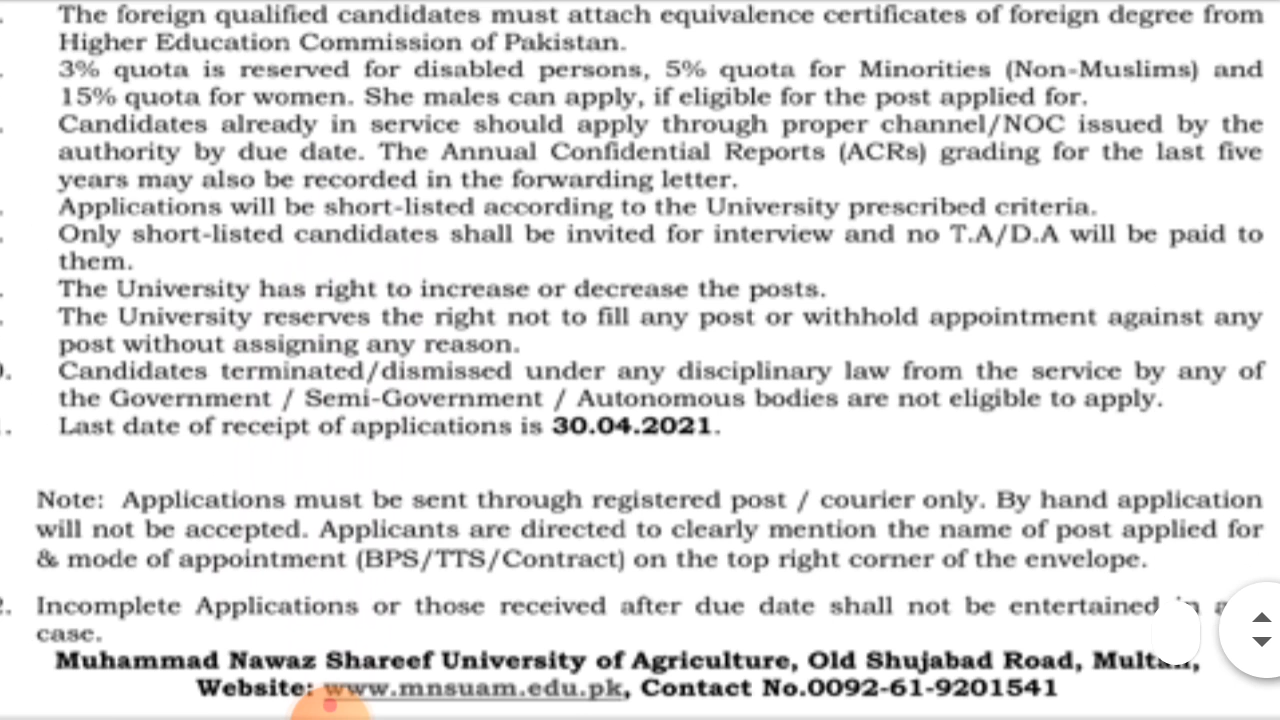 . The foreign qualified candidates must attach equivalence certificates of foreign degree from
Higher Education Commission of Pakistan.
. 3% quota is reserved for disabled persons, 5% quota for Minorities (Non-Muslims) and
15% quota for women. She males can apply, if eligible for the post applied for.
. Candidates already in service should apply through proper channel/NOC issued by the
authority by due date. The Annual Confidential Reports (ACRs) grading for the last five
years may also be recorded in the forwarding letter.
. Applications will be short-listed according to the University prescribed criteria.
. Only short-listed candidates shall be invited for interview and no T.A/D.A will be paid to
them.
. The University has right to increase or decrease the posts.
. The University reserves the right not to fill any post or withhold appointment against any
post without assigning any reason.
. Candidates terminated/dismissed under any disciplinary law from the service by any of
the Government / Semi-Government / Autonomous bodies are not eligible to apply.
. Last date of receipt of applications is 30.04.2021.
Note: Applications must be sent through registered post / courier only. By hand application
will not be accepted. Applicants are directed to clearly mention the name of post applied for
& mode of appointment (BPS/TTS/Contract) on the top right corner of the envelope.
. Incomplete Applications or those received after due date shall not be entertained
case.
Muhammad Nawaz Shareef University of Agriculture, Old Shujabad Road,
Website: www.mnsuam.edu.pk, Contact No.0092-61-9201541